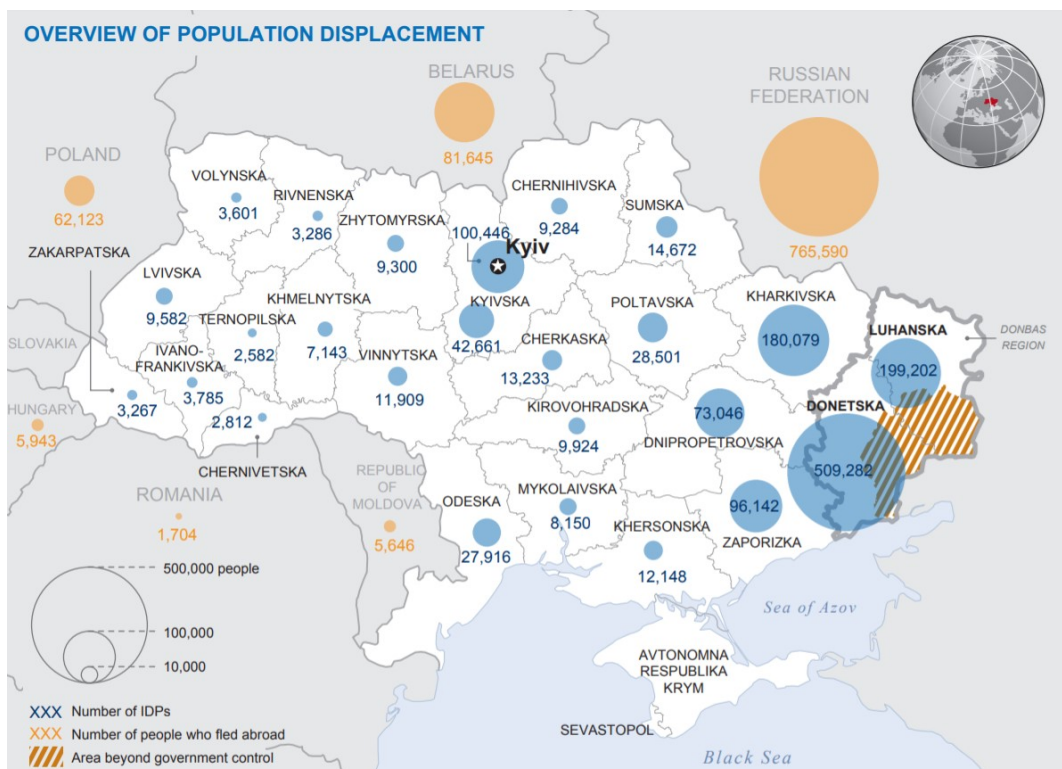 OVERVIEW OF POPULATION DISPLACEMENT
BELARUS
81,645
RUSSIAN
FEDERATION
765,590
POLAND
62,123
VOLYNSKA
3,601
RIVNENSKA
3,286
ZHYTOMYRSKA
9,300
100,446
Kyiv
CHERNIHIVSKA
9,284
SUMSKA
14,672
ZAKARPATSKA
LVIVSKA
9,582
TERNOPILSKA
2,582
KHMELNYTSKA
7,143
KYIVSKA
42,661
POLTAVSKA
28,501
KHARKIVSKA
180,079
LUHANSKA
199,202
DONBAS
REGION
SLOVAKIA
IVANO-
FRANKIVSKA
3,785
VINNYTSKA
11,909
CHERKASKA
13,233
3,267
2,812
CHERNIVETSKA
HUNGARY
5,943
KIROVOHRADSKA
9,924
73,046
DNIPROPETROVSKA
DONETSKA
509,282
ROMANIA
1,704
REPUBLIC
OF
MOLDOVA
5,646
ODESKA
27,916
MYKOLAIVSKA
8,150
KHERSONSKA
12,148
96,142
ZAPORIZKA
500,000 people
100,000
10,000
Sea of Azov
AVTONOMNA
RESPUBLIKA
KRYM
SEVASTOPOL
Black Sea
XXX Number of IDPs
XXX Number of people who fled abroad
Area beyond government control